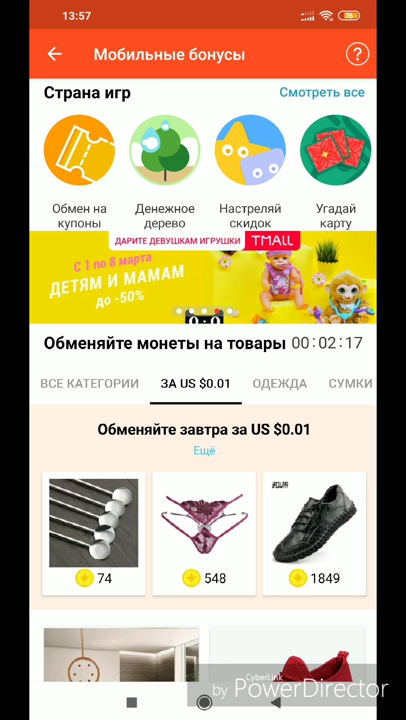 13:57
76
Мобильные бонусы
?
Страна игр
Смотреть все
Обмен на
купоны
Денежное
дерево
Настреляй
скидок
Угадай
карту
ДАРИТЕ ДЕВУШКАМ ИГРУШКИ TMALL
С 1 по 8 марта
ДЕТЯМ И МАМАМ
до -50%
Обменяйте монеты на товары 00:02:17
ВСЕ КАТЕГОРИИ
ЗА US $0.01
ОДЕЖДА
СУМКИ
Обменяйте завтра за US $0.01
Ещё
74
548
1849
CyberLink
by PowerDirector